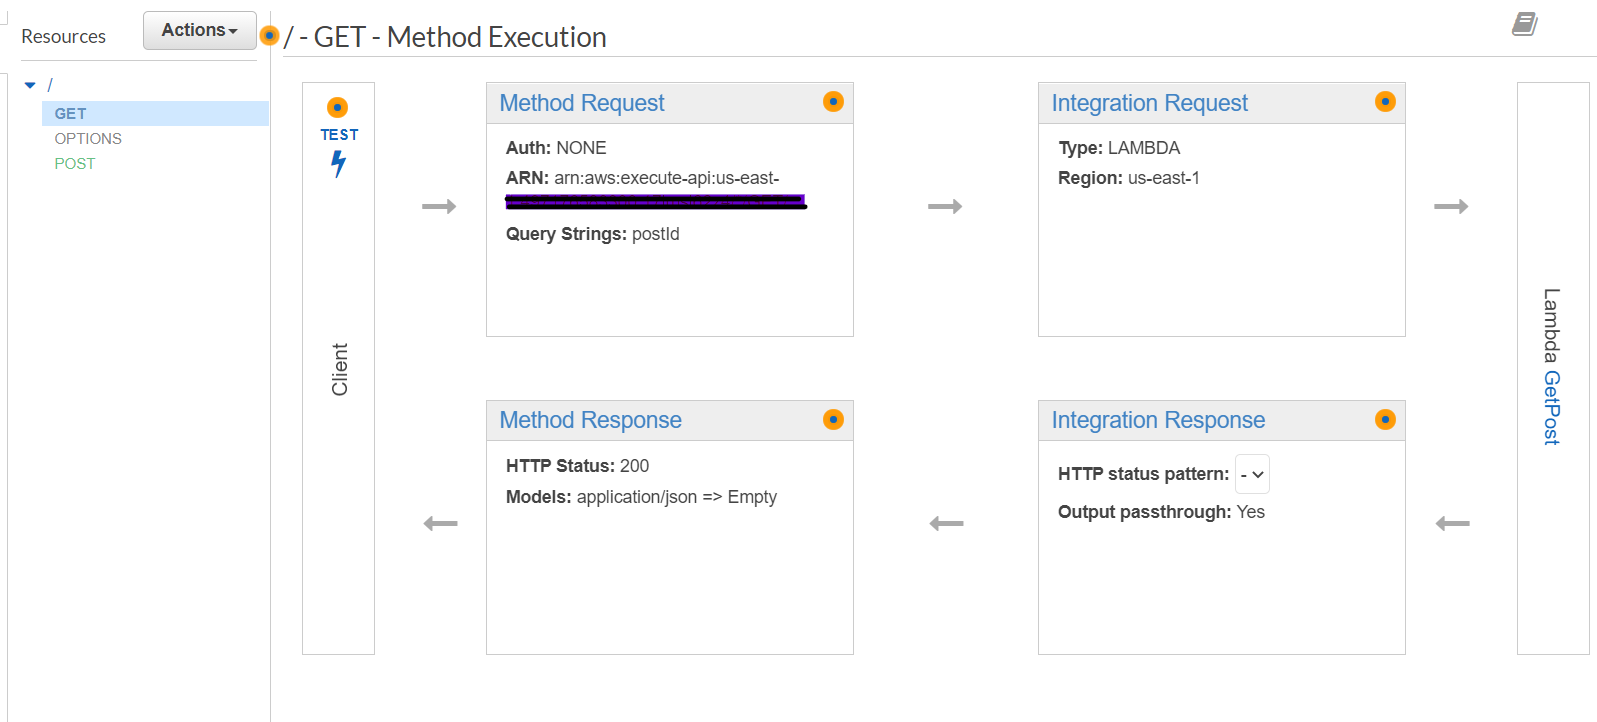 Resources
Actions
/ - GET - Method Execution
/
GET
OPTIONS
POST
TEST
Client
Method Request
Auth: NONE
ARN: arn:aws:execute-api:us-east-
Query Strings: postId
Integration Request
Type: LAMBDA
Region: us-east-1
Lambda GetPost
Method Response
HTTP Status: 200
Models: application/json => Empty
Integration Response
HTTP status pattern: -
Output passthrough: Yes